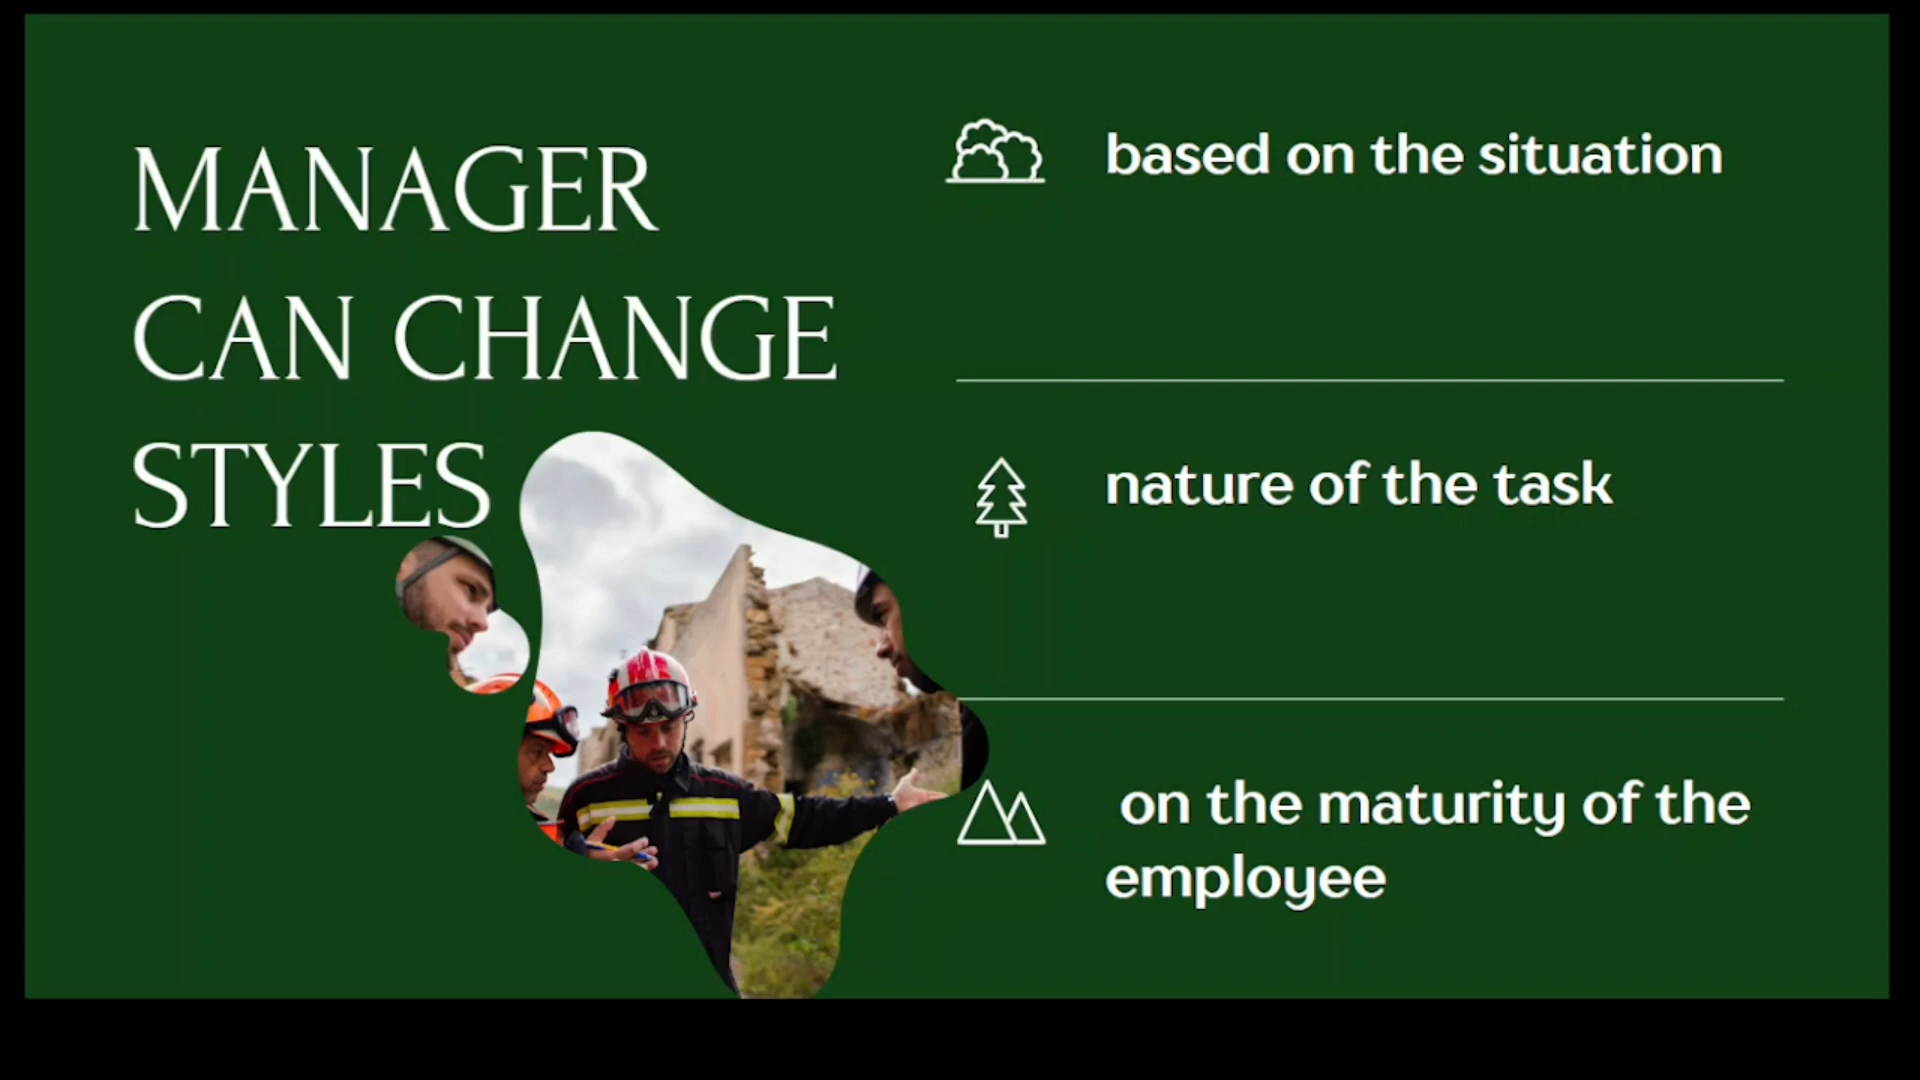 MANAGER
CAN CHANGE
STYLES
based on the situation
nature of the task
on the maturity of the
employee